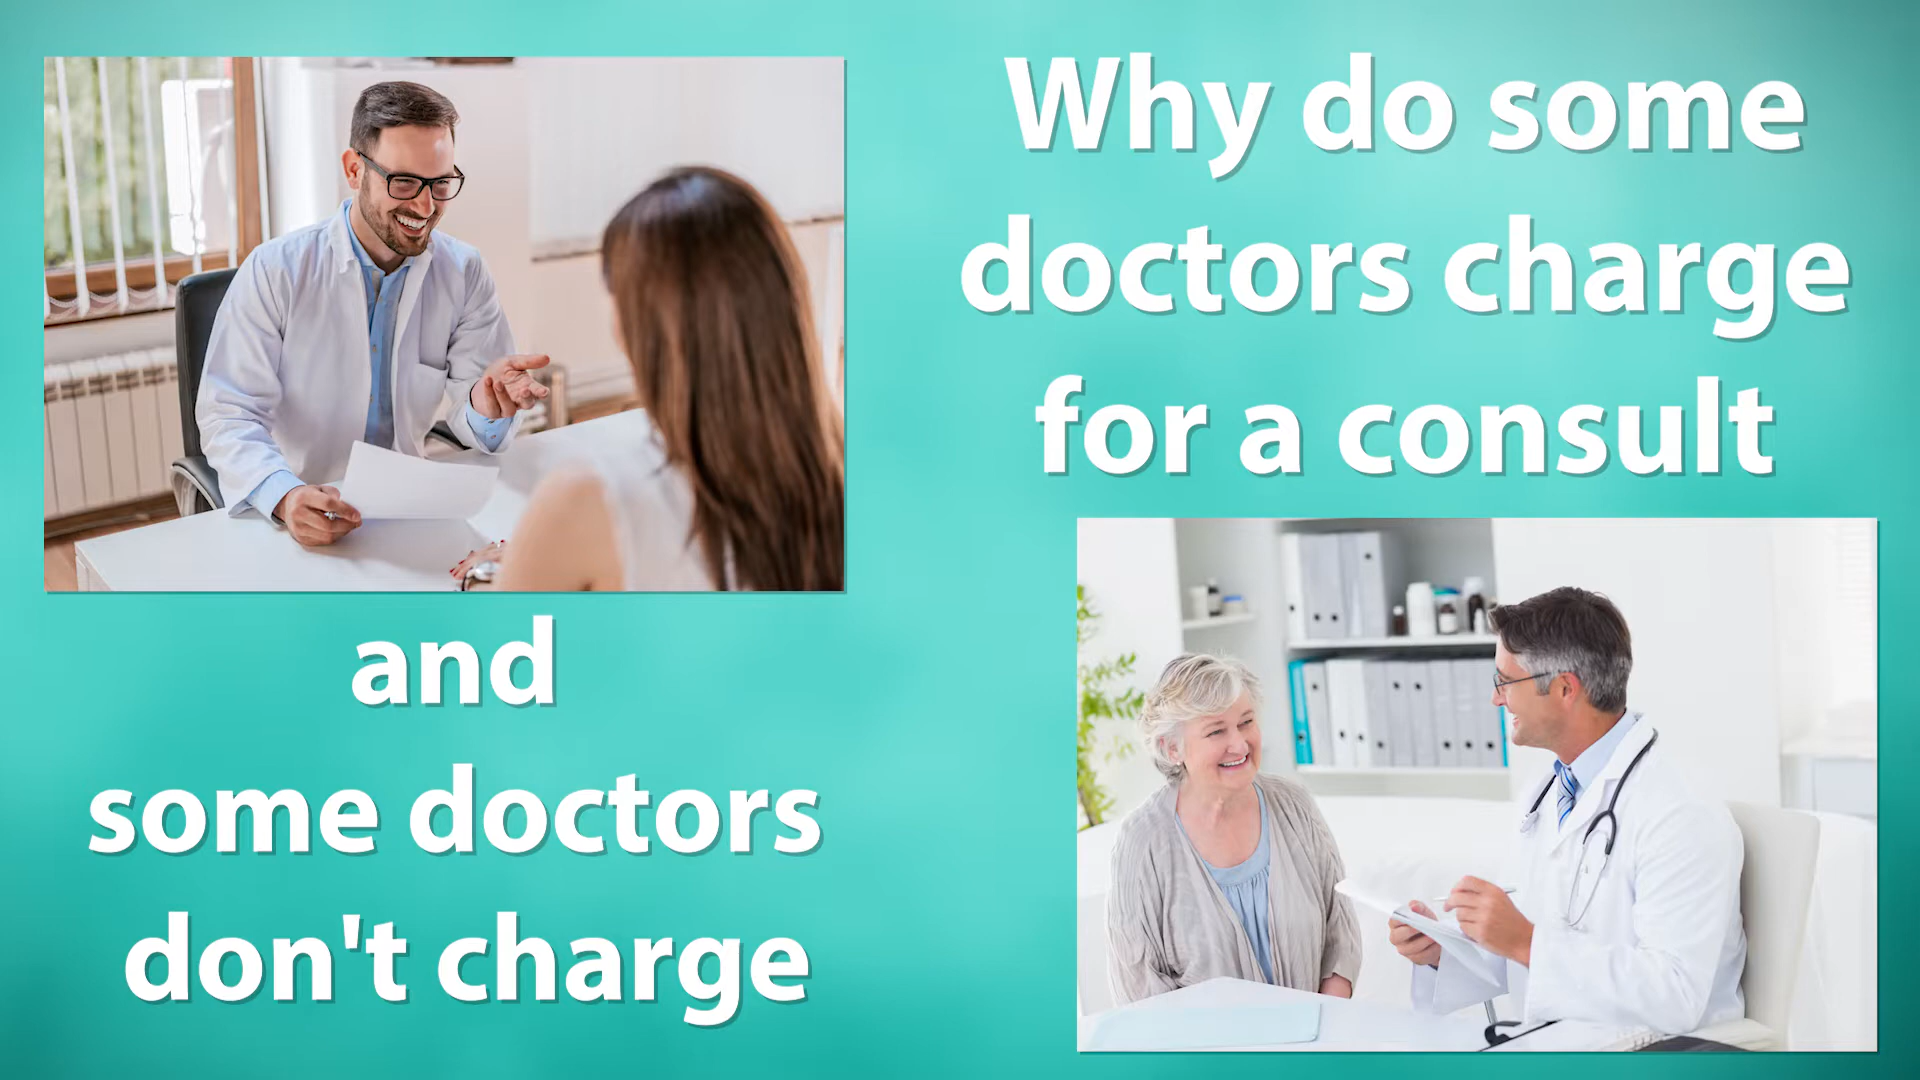 Why do some
doctors charge
for a consult
and
some doctors
don't charge